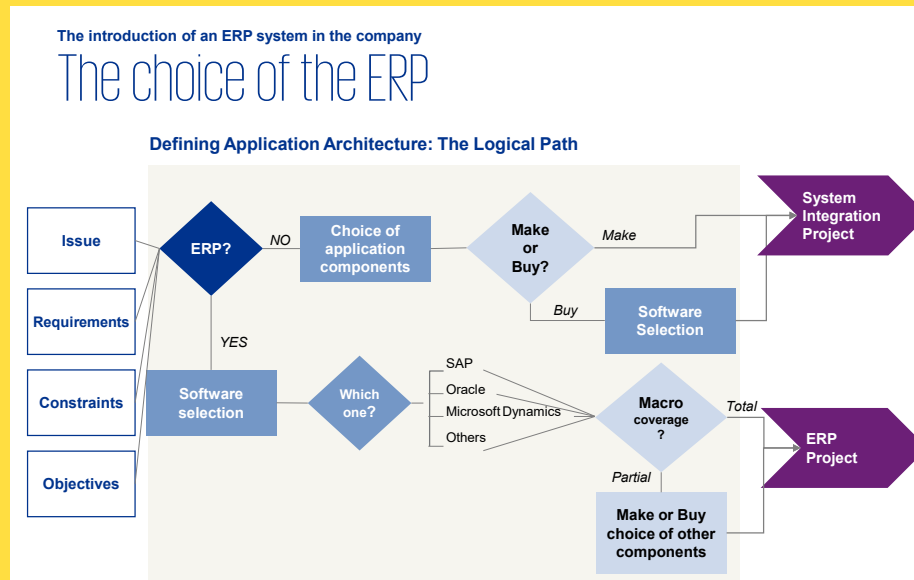 The introduction of an ERP system in the company
The choice of the ERP
Defining Application Architecture: The Logical Path
Issue
Requirements
Constraints
Objectives
ERP?
NO
Choice of
application
components
Make
or
Buy?
Make
Buy
Software
Selection
System
Integration
Project
YES
Software
selection
Which
one?
SAP
Oracle
Microsoft Dynamics
Others
Macro
coverage
?
Total
Partial
Make or Buy
choice of other
components
ERP
Project